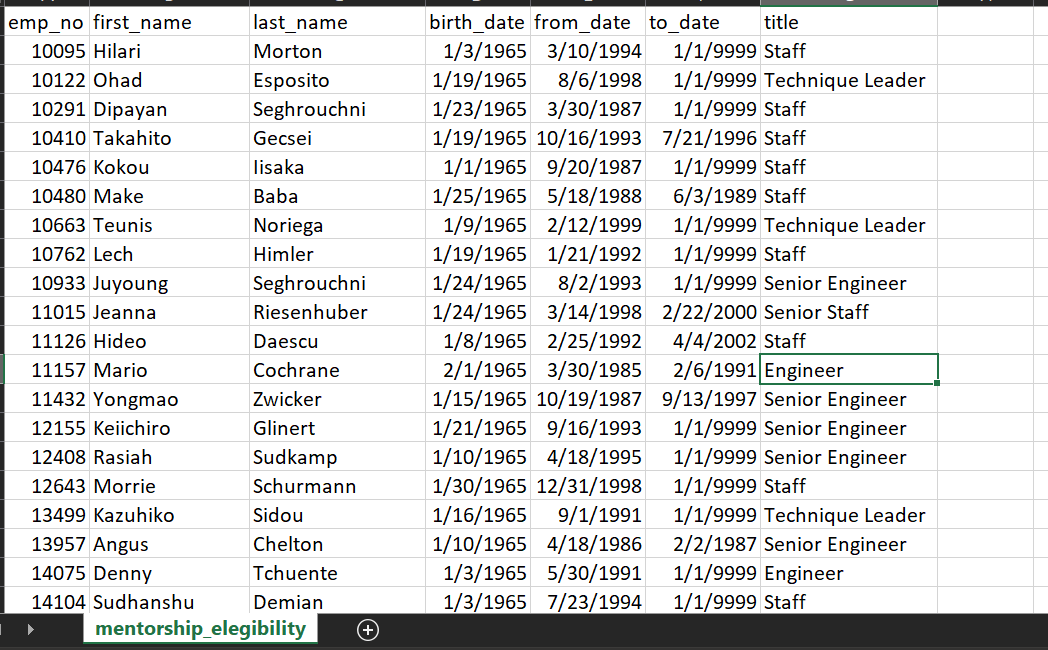 emp_no first_name last_name birth_date from_date to_date title
10095 Hilari Morton 1/3/1965 3/10/1994 1/1/9999 Staff
10122 Ohad Esposito 1/19/1965 8/6/1998 1/1/9999 Technique Leader
10291 Dipayan Seghrouchni 1/23/1965 3/30/1987 1/1/9999 Staff
10410 Takahito Gecsei 1/19/1965 10/16/1993 7/21/1996 Staff
10476 Kokou Iisaka 1/1/1965 9/20/1987 1/1/9999 Staff
10480 Make Baba 1/25/1965 5/18/1988 6/3/1989 Staff
10663 Teunis Noriega 1/9/1965 2/12/1999 1/1/9999 Technique Leader
10762 Lech Himler 1/19/1965 1/21/1992 1/1/9999 Staff
10933 Juyoung Seghrouchni 1/24/1965 8/2/1993 1/1/9999 Senior Engineer
11015 Jeanna Riesenhuber 1/24/1965 3/14/1998 2/22/2000 Senior Staff
11126 Hideo Daescu 1/8/1965 2/25/1992 4/4/2002 Staff
11157 Mario Cochrane 2/1/1965 3/30/1985 2/6/1991 Engineer
11432 Yongmao Zwicker 1/15/1965 10/19/1987 9/13/1997 Senior Engineer
12155 Keiichiro Glinert 1/21/1965 9/16/1993 1/1/9999 Senior Engineer
12408 Rasiah Sudkamp 1/10/1965 4/18/1995 1/1/9999 Senior Engineer
12643 Morrie Schurmann 1/30/1965 12/31/1998 1/1/9999 Staff
13499 Kazuhiko Sidou 1/16/1965 9/1/1991 1/1/9999 Technique Leader
13957 Angus Chelton 1/10/1965 4/18/1986 2/2/1987 Senior Engineer
14075 Denny Tchuente 1/3/1965 5/30/1991 1/1/9999 Engineer
14104 Sudhanshu Demian 1/3/1965 7/23/1994 1/1/9999 Staff
mentorship_elegibility